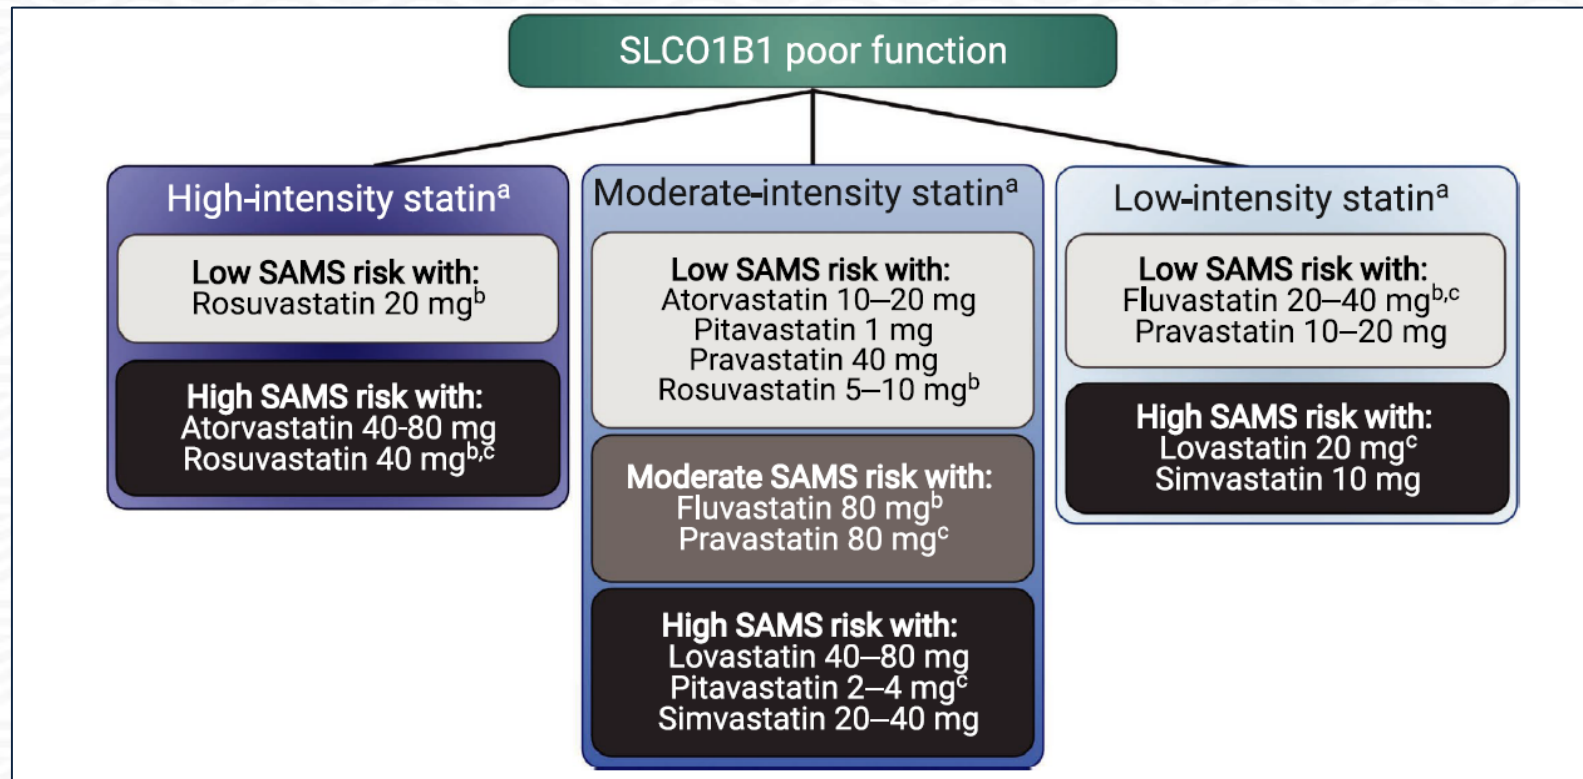 SLCO1B1 poor function
High-intensity statinᵃ
Low SAMS risk with:
Rosuvastatin 20 mgᵇ
High SAMS risk with:
Atorvastatin 40-80 mg
Rosuvastatin 40 mgᵇ,ᶜ
Moderate-intensity statinᵃ
Low SAMS risk with:
Atorvastatin 10–20 mg
Pitavastatin 1 mg
Pravastatin 40 mg
Rosuvastatin 5–10 mgᵇ
Moderate SAMS risk with:
Fluvastatin 80 mgᵇ
Pravastatin 80 mgᶜ
High SAMS risk with:
Lovastatin 40–80 mg
Pitavastatin 2–4 mgᶜ
Simvastatin 20–40 mg
Low-intensity statinᵃ
Low SAMS risk with:
Fluvastatin 20–40 mgᵇ,ᶜ
Pravastatin 10–20 mg
High SAMS risk with:
Lovastatin 20 mgᶜ
Simvastatin 10 mg